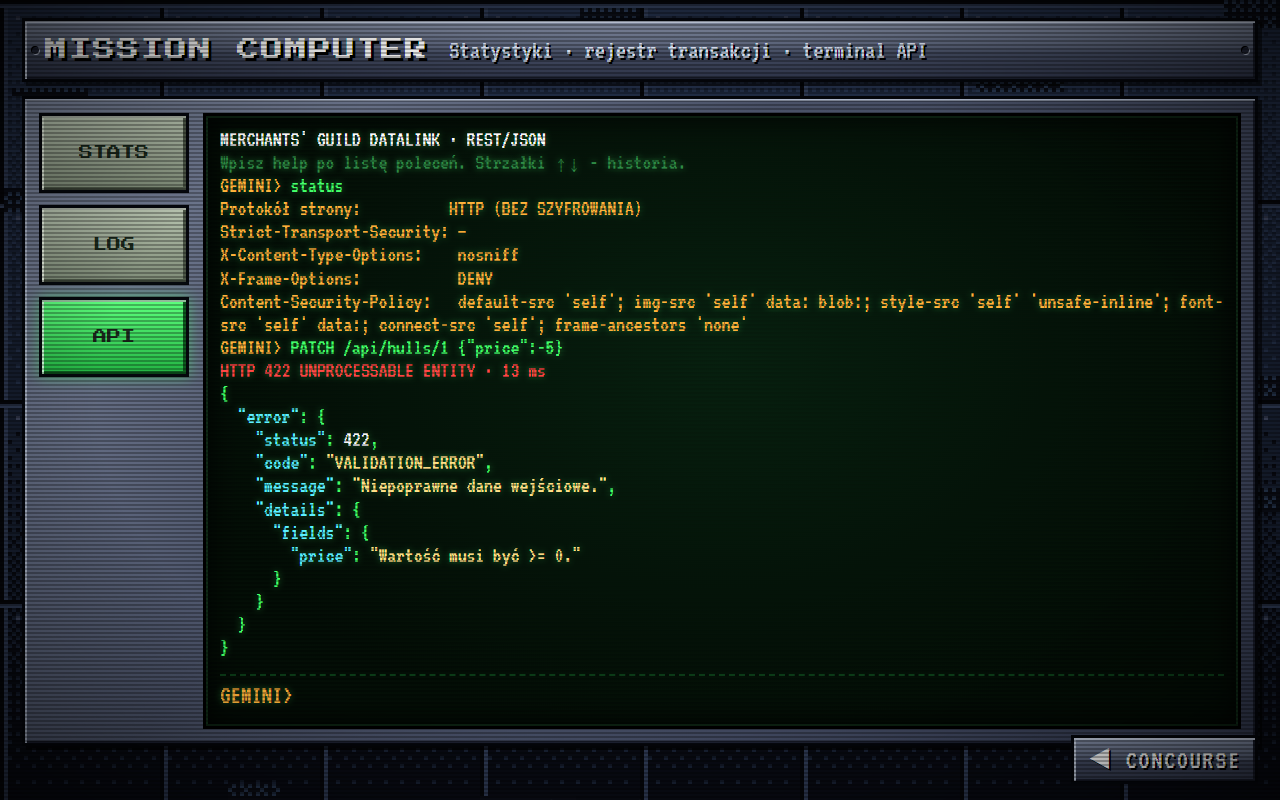 MISSION COMPUTER Statystyki · rejestr transakcji · terminal API
STATS
LOG
API
MERCHANTS' GUILD DATALINK · REST/JSON
Wpisz help po listę poleceń. Strzałki ↑↓ - historia.
GEMINI> status
Protokół strony: HTTP (BEZ SZYFROWANIA)
Strict-Transport-Security: —
X-Content-Type-Options: nosniff
X-Frame-Options: DENY
Content-Security-Policy: default-src 'self'; img-src 'self' data: blob:; style-src 'self' 'unsafe-inline'; font-
src 'self' data:; connect-src 'self'; frame-ancestors 'none'
GEMINI> PATCH /api/hulls/1 {"price":-5}
HTTP 422 UNPROCESSABLE ENTITY · 13 ms
{
"error": {
"status": 422,
"code": "VALIDATION_ERROR",
"message": "Niepoprawne dane wejściowe.",
"details": {
"fields": {
"price": "Wartość musi być >= 0."
}
}
}
}
GEMINI>
CONCOURSE